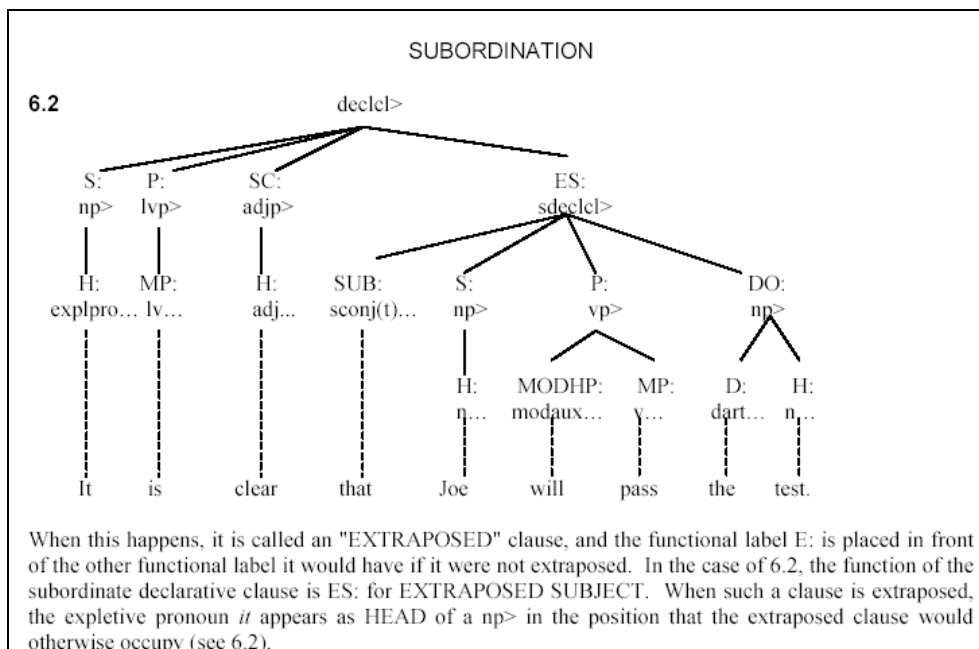 SUBORDINATION
6.2 declcl>
S: P: SC: ES:
np> lvp> adjp> sdeclcl>
H: MP: H: SUB: S: P: DO:
explpro… lv… adj... sconj(t)… np> vp> np>
H: MODHP: MP: D: H:
n… modaux… v… dart… n…
It is clear that Joe will pass the test.
When this happens, it is called an "EXTRAPOSED" clause, and the functional label E: is placed in front
of the other functional label it would have if it were not extraposed. In the case of 6.2, the function of the
subordinate declarative clause is ES: for EXTRAPOSED SUBJECT. When such a clause is extraposed,
the expletive pronoun it appears as HEAD of a np> in the position that the extraposed clause would
otherwise occupy (see 6.2).